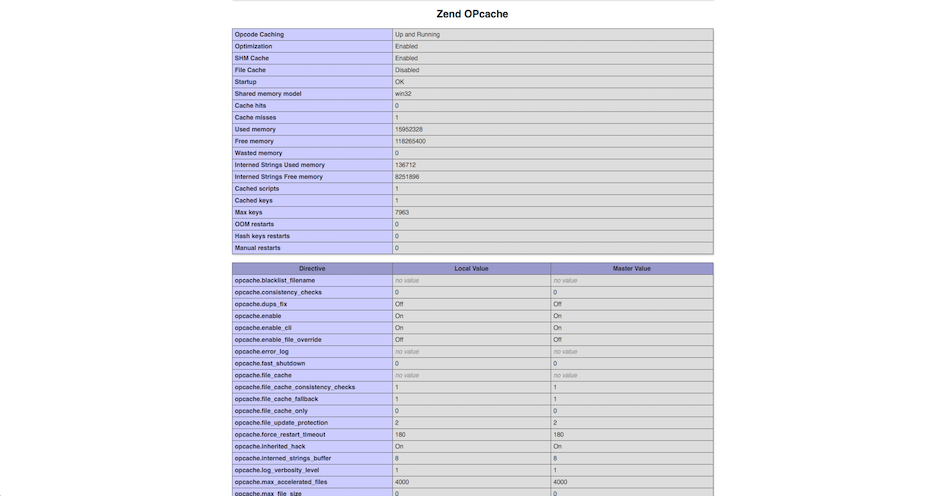 Zend OPcache
Opcode Caching Up and Running
Optimization Enabled
SHM Cache Enabled
File Cache Disabled
Startup OK
Shared memory model win32
Cache hits 0
Cache misses 1
Used memory 15952328
Free memory 118265400
Wasted memory 0
Interned Strings Used memory 136712
Interned Strings Free memory 8251896
Cached scripts 1
Cached keys 1
Max keys 7963
OOM restarts 0
Hash keys restarts 0
Manual restarts 0
Directive Local Value Master Value
opcache.blacklist_filename no value no value
opcache.consistency_checks 0 0
opcache.dups_fix Off Off
opcache.enable On On
opcache.enable_cli On On
opcache.enable_file_override Off Off
opcache.error_log no value no value
opcache.fast_shutdown 0 0
opcache.file_cache no value no value
opcache.file_cache_consistency_checks 1 1
opcache.file_cache_fallback 1 1
opcache.file_cache_only 0 0
opcache.file_update_protection 2 2
opcache.force_restart_timeout 180 180
opcache.inherited_hack On On
opcache.interned_strings_buffer 8 8
opcache.log_verbosity_level 1 1
opcache.max_accelerated_files 4000 4000
opcache.max_file_size 0 0